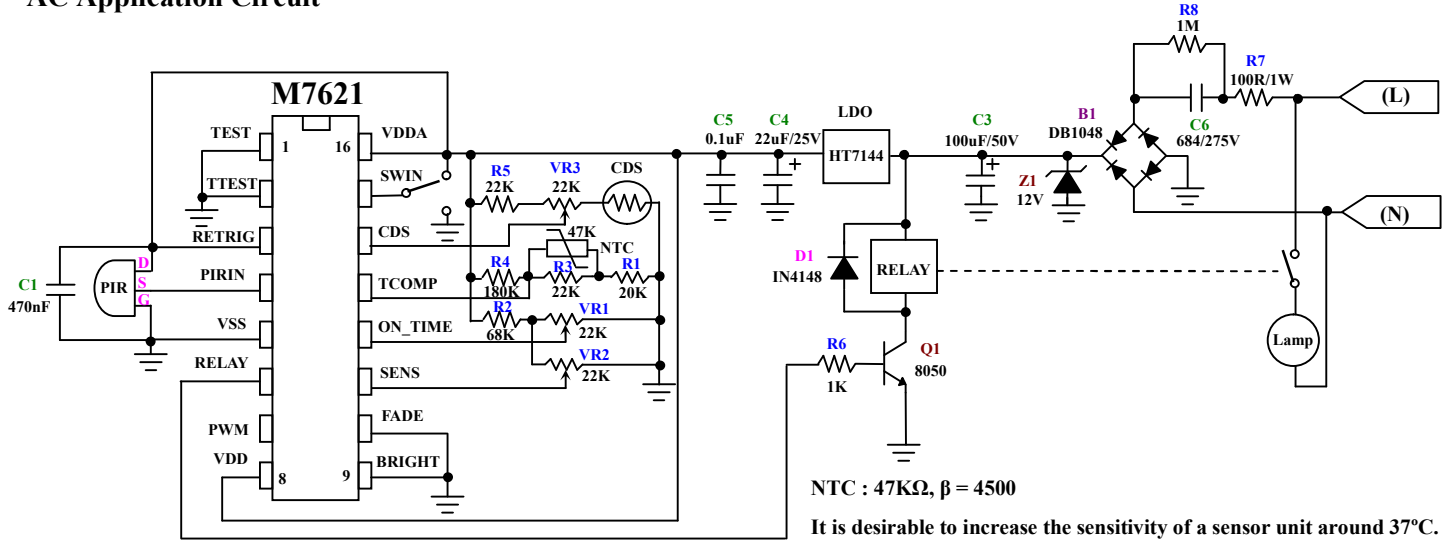 AC Application Circuit
R8
1M
R7
100R/1W
(L)
M7621
C6
684/275V
B1
DB1048
C3
100uF/50V
LDO
HT7144
C4
22uF/25V
C5
0.1uF
TEST
1
16
VDDA
TTEST
SWIN
R5
22K
VR3
22K
CDS
Z1
12V
(N)
RETRIG
CDS
47K
NTC
D
S
G
PIR
C1
470nF
PIRIN
TCOMP
R4
180K
R3
22K
R1
20K
D1
IN4148
RELAY
VSS
ON_TIME
R2
68K
VR1
22K
Lamp
RELAY
SENS
VR2
22K
R6
1K
Q1
8050
PWM
FADE
VDD
8
9
BRIGHT
NTC : 47KΩ, β = 4500
It is desirable to increase the sensitivity of a sensor unit around 37ºC.